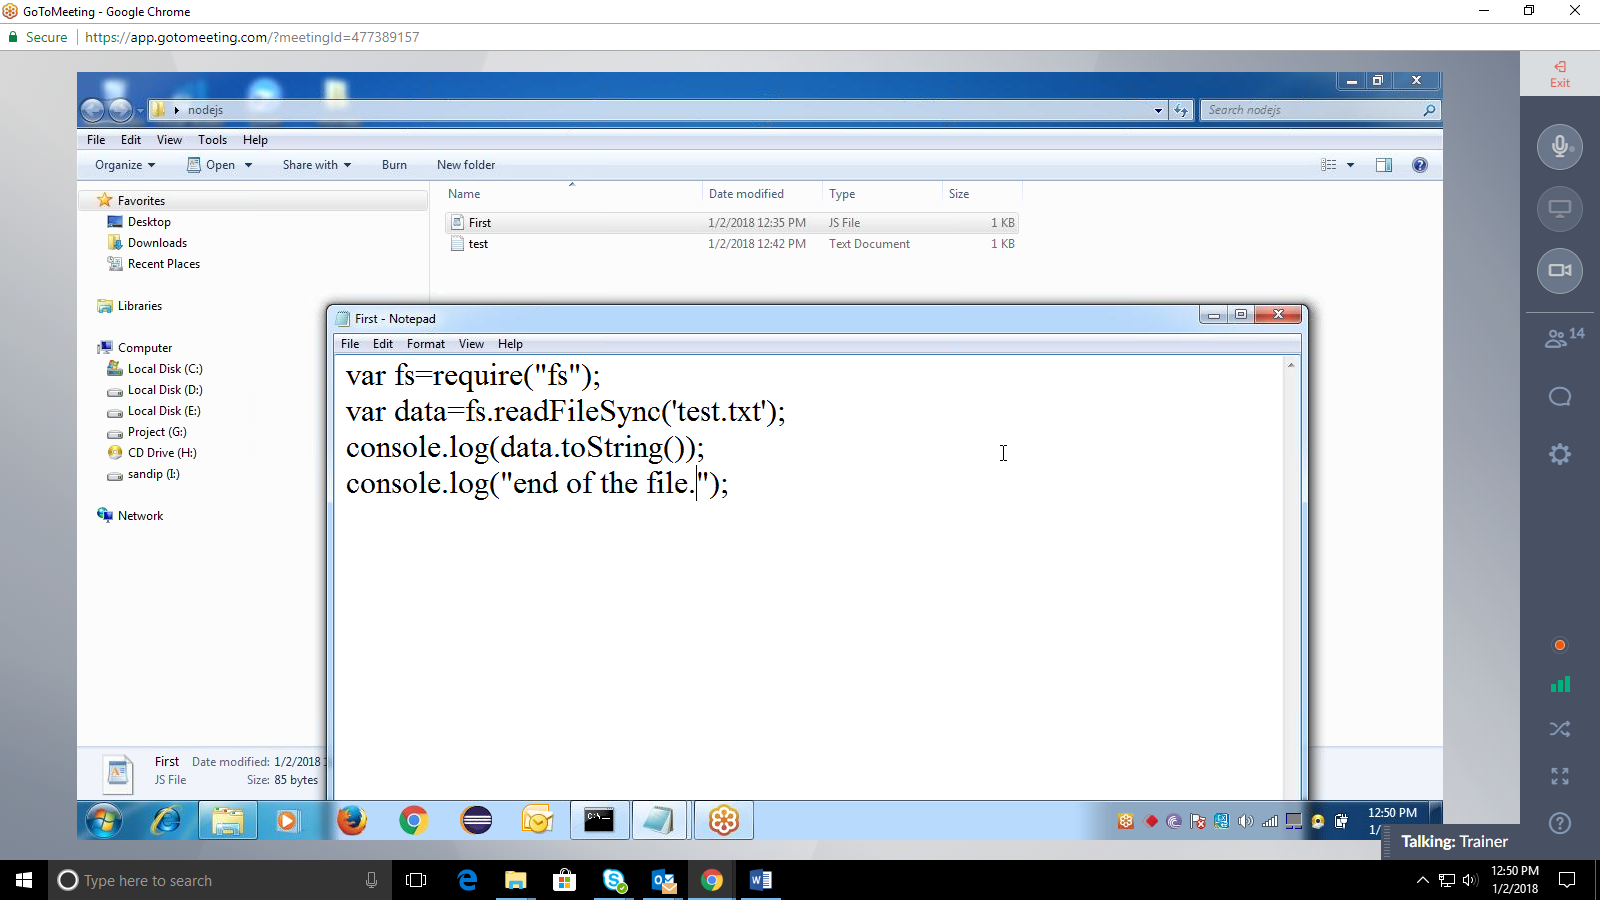 GoToMeeting - Google Chrome
Secure
https://app.gotomeeting.com/?meetingId=477389157
Exit
nodejs
Search nodejs
File Edit View Tools Help
Organize Open Share with Burn New folder
Name Date modified Type Size
Favorites
Desktop
Downloads
Recent Places
Libraries
Computer
Local Disk (C:)
Local Disk (D:)
Local Disk (E:)
Project (G:)
CD Drive (H:)
sandip (I:)
Network
First 1/2/2018 12:35 PM JS File 1 KB
test 1/2/2018 12:42 PM Text Document 1 KB
14
First - Notepad
File Edit Format View Help
var fs=require("fs");
var data=fs.readFileSync('test.txt');
console.log(data.toString());
console.log("end of the file.");
First Date modified: 1/2/2018
JS File Size: 85 bytes
12:50 PM
1/
Talking: Trainer
Type here to search
12:50 PM
1/2/2018